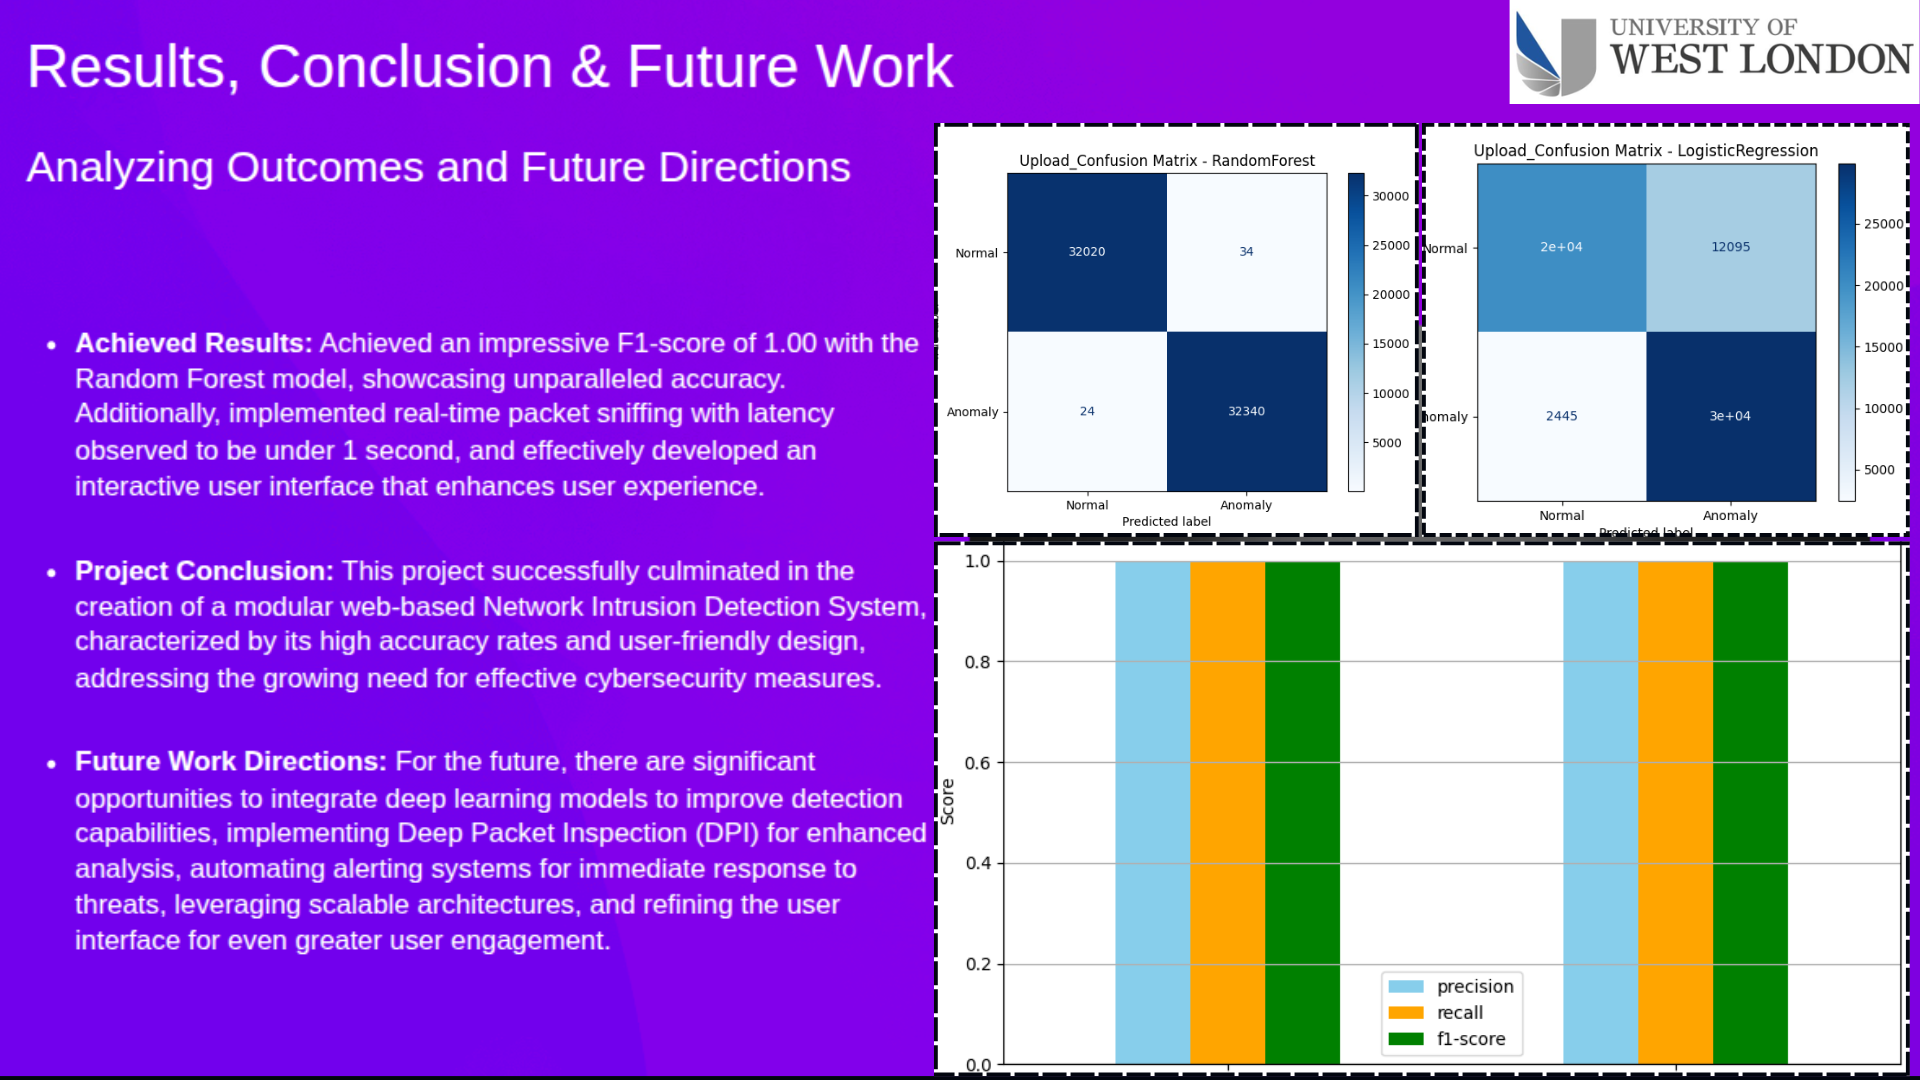 Results, Conclusion & Future Work
UNIVERSITY OF
WEST LONDON
Analyzing Outcomes and Future Directions
• Achieved Results: Achieved an impressive F1-score of 1.00 with the
Random Forest model, showcasing unparalleled accuracy.
Additionally, implemented real-time packet sniffing with latency
observed to be under 1 second, and effectively developed an
interactive user interface that enhances user experience.
• Project Conclusion: This project successfully culminated in the
creation of a modular web-based Network Intrusion Detection System,
characterized by its high accuracy rates and user-friendly design,
addressing the growing need for effective cybersecurity measures.
• Future Work Directions: For the future, there are significant
opportunities to integrate deep learning models to improve detection
capabilities, implementing Deep Packet Inspection (DPI) for enhanced
analysis, automating alerting systems for immediate response to
threats, leveraging scalable architectures, and refining the user
interface for even greater user engagement.
Upload_Confusion Matrix - RandomForest
Normal
32020
34
Anomaly
24
32340
Normal
Anomaly
Predicted label
30000
25000
20000
15000
10000
5000
Upload_Confusion Matrix - LogisticRegression
Normal
2e+04
12095
nomaly
2445
3e+04
Normal
Anomaly
Predicted label
25000
20000
15000
10000
5000
1.0
0.8
0.6
0.4
0.2
0.0
Score
precision
recall
f1-score